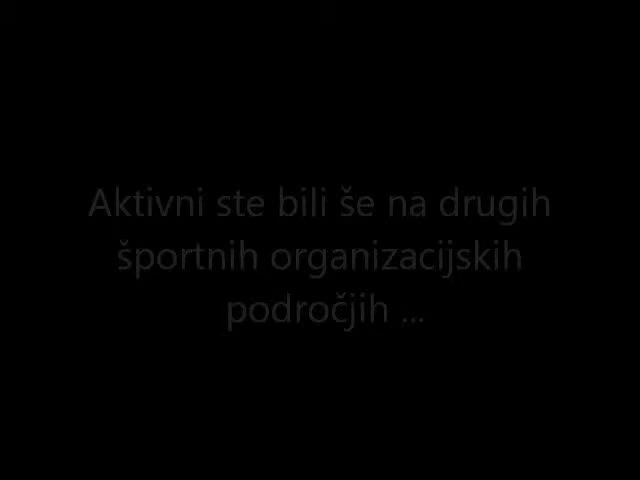 Aktivni ste bili še na drugih
športnih organizacijskih
področjih ...